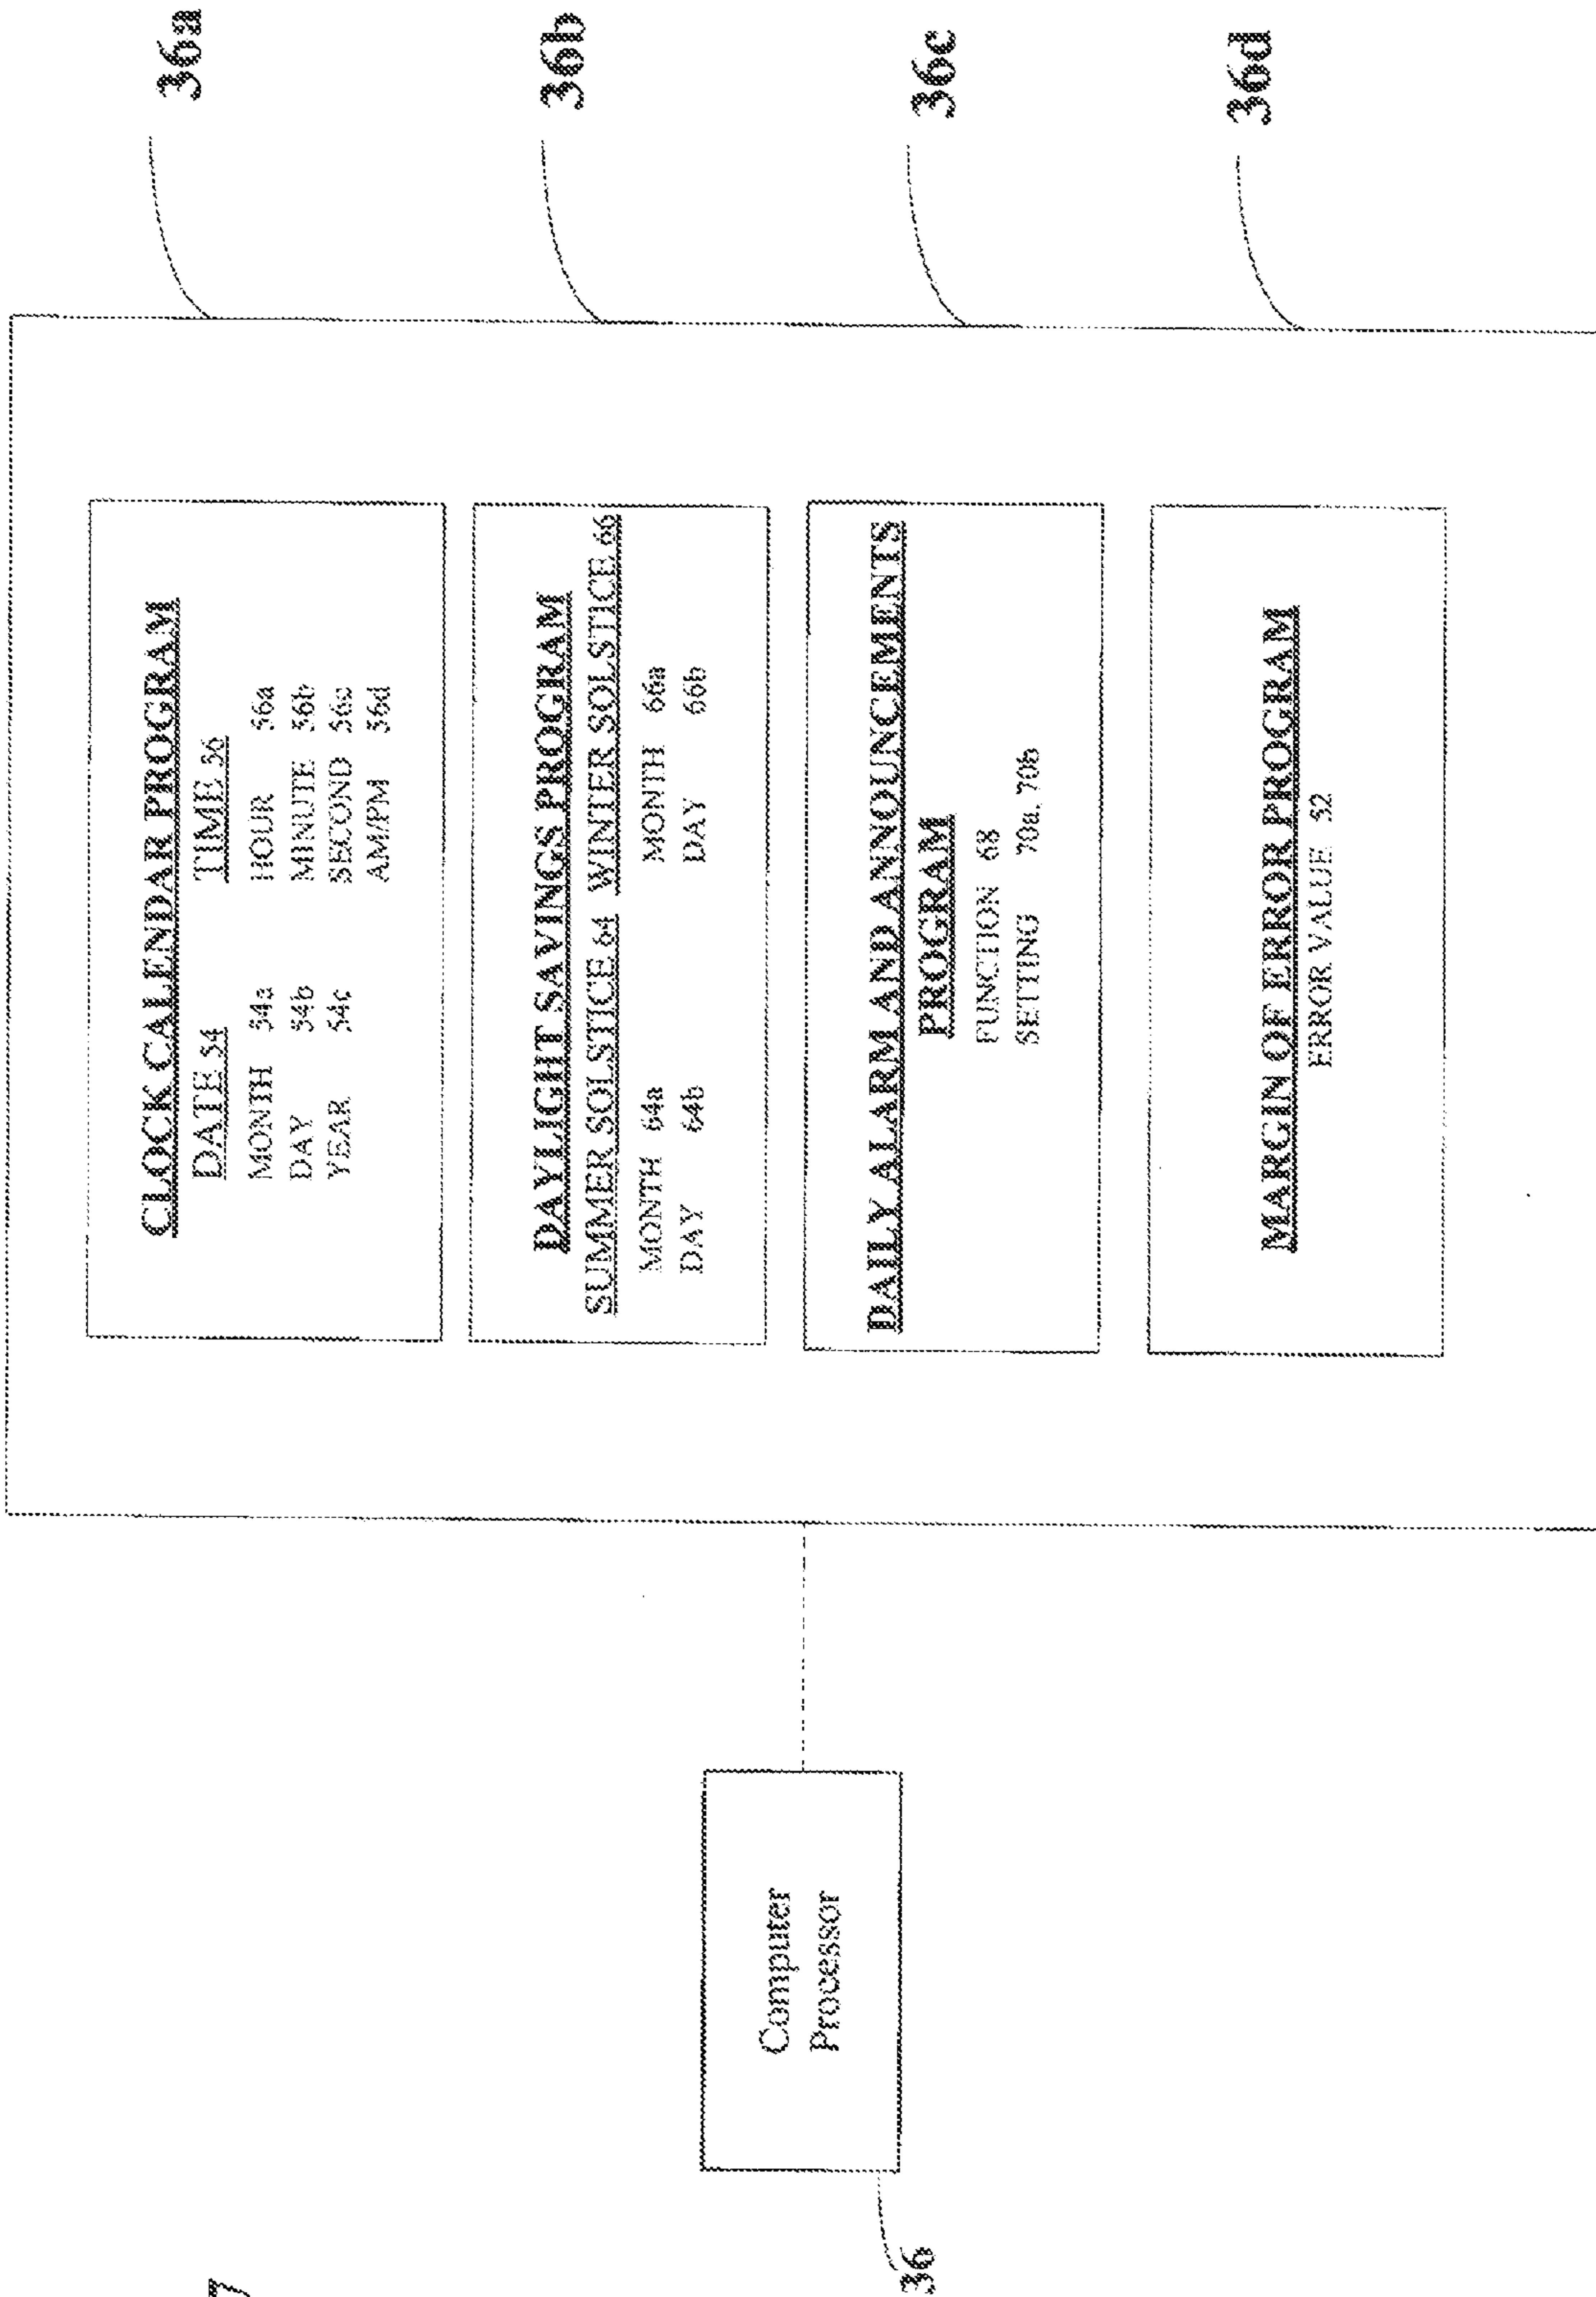 7
36
Computer
Processor
CLOCK CALENDAR PROGRAM
DATE 54 TIME 56
MONTH 54a HOUR 56a
DAY 54b MINUTE 56b
YEAR 54c SECOND 56c
AM/PM 56d
36a
DAYLIGHT SAVINGS PROGRAM
SUMMER SOLSTICE 64 WINTER SOLSTICE 66
MONTH 64a MONTH 66a
DAY 64b DAY 66b
36b
DAILY ALARM AND ANNOUNCEMENTS
PROGRAM
FUNCTION 68
SETTING 70a, 70b
36c
MARGIN OF ERROR PROGRAM
ERROR VALUE 52
36d